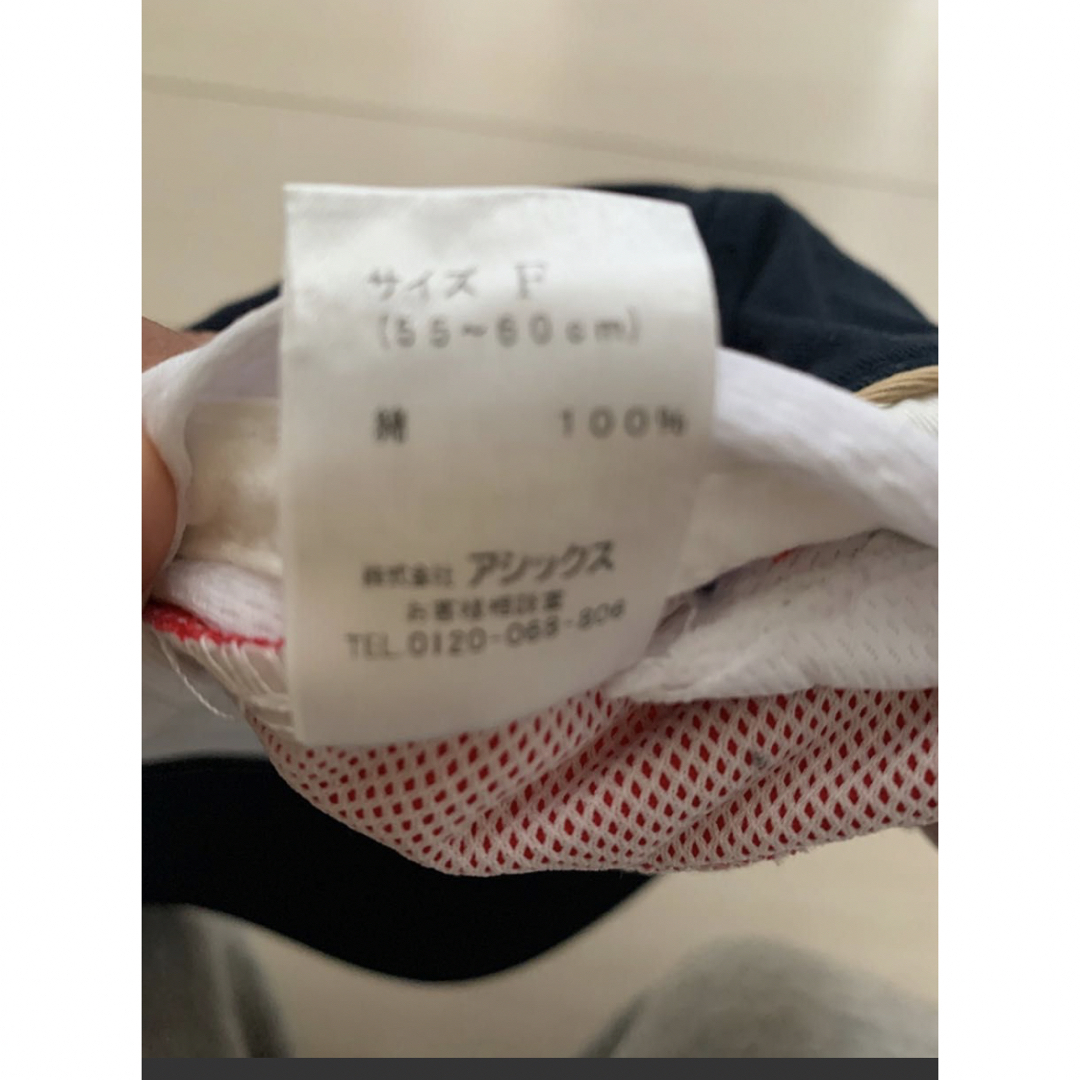 サイズ F
(55~60cm)
綿 100%
株式会社 アシックス
お客様相談室
TEL.0120-068-806